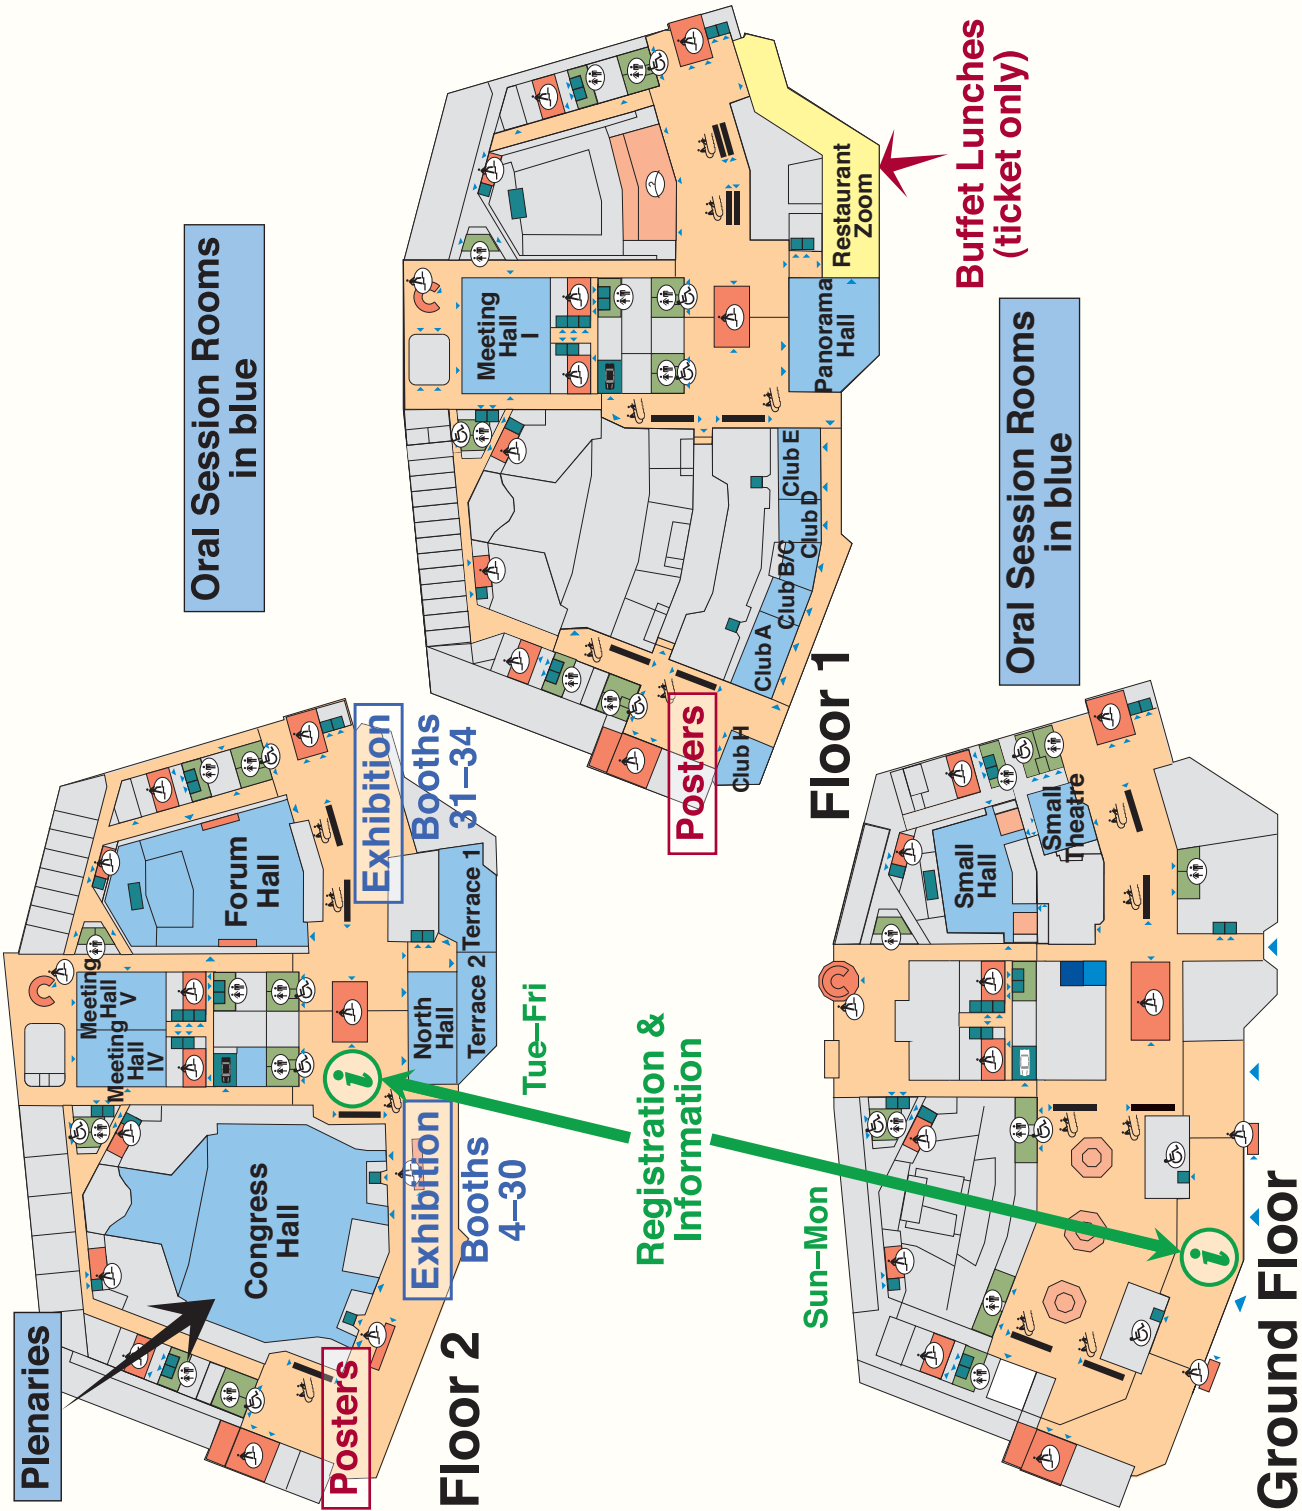 Plenaries
Congress
Hall
Meeting
Hall
IV
Meeting
Hall
V
Forum
Hall
North
Hall
Terrace 2
Terrace 1
Posters
Exhibition
Booths
4–30
Exhibition
Booths
31–34
i
Floor 2
Oral Session Rooms
in blue
Meeting
Hall
I
2
Panorama
Hall
Restaurant
Zoom
Club A
Club B/C
Club D
Club E
Club H
Posters
Floor 1
Buffet Lunches
(ticket only)
Tue–Fri
Registration &
Information
Sun–Mon
Oral Session Rooms
in blue
Small
Hall
Small
Theatre
i
Ground Floor